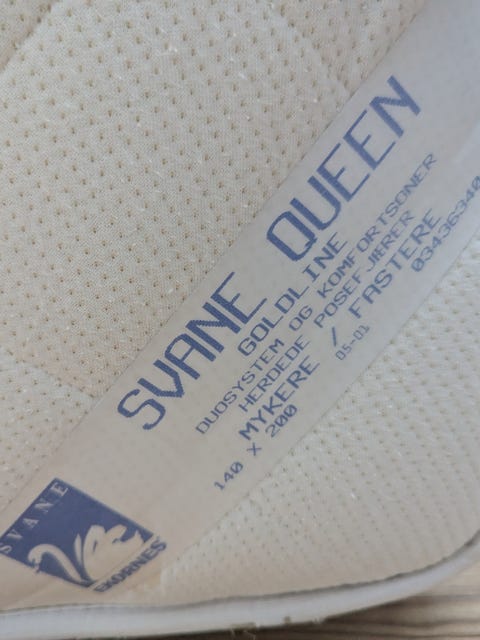 SVANE QUEEN
GOLDLINE
DUOSYSTEM OG KOMFORTSONER
HERDEDE POSEFJÆRER
MYKERE / FASTERE
140 X 200
05-01
03436340
SVANE
EKORNES